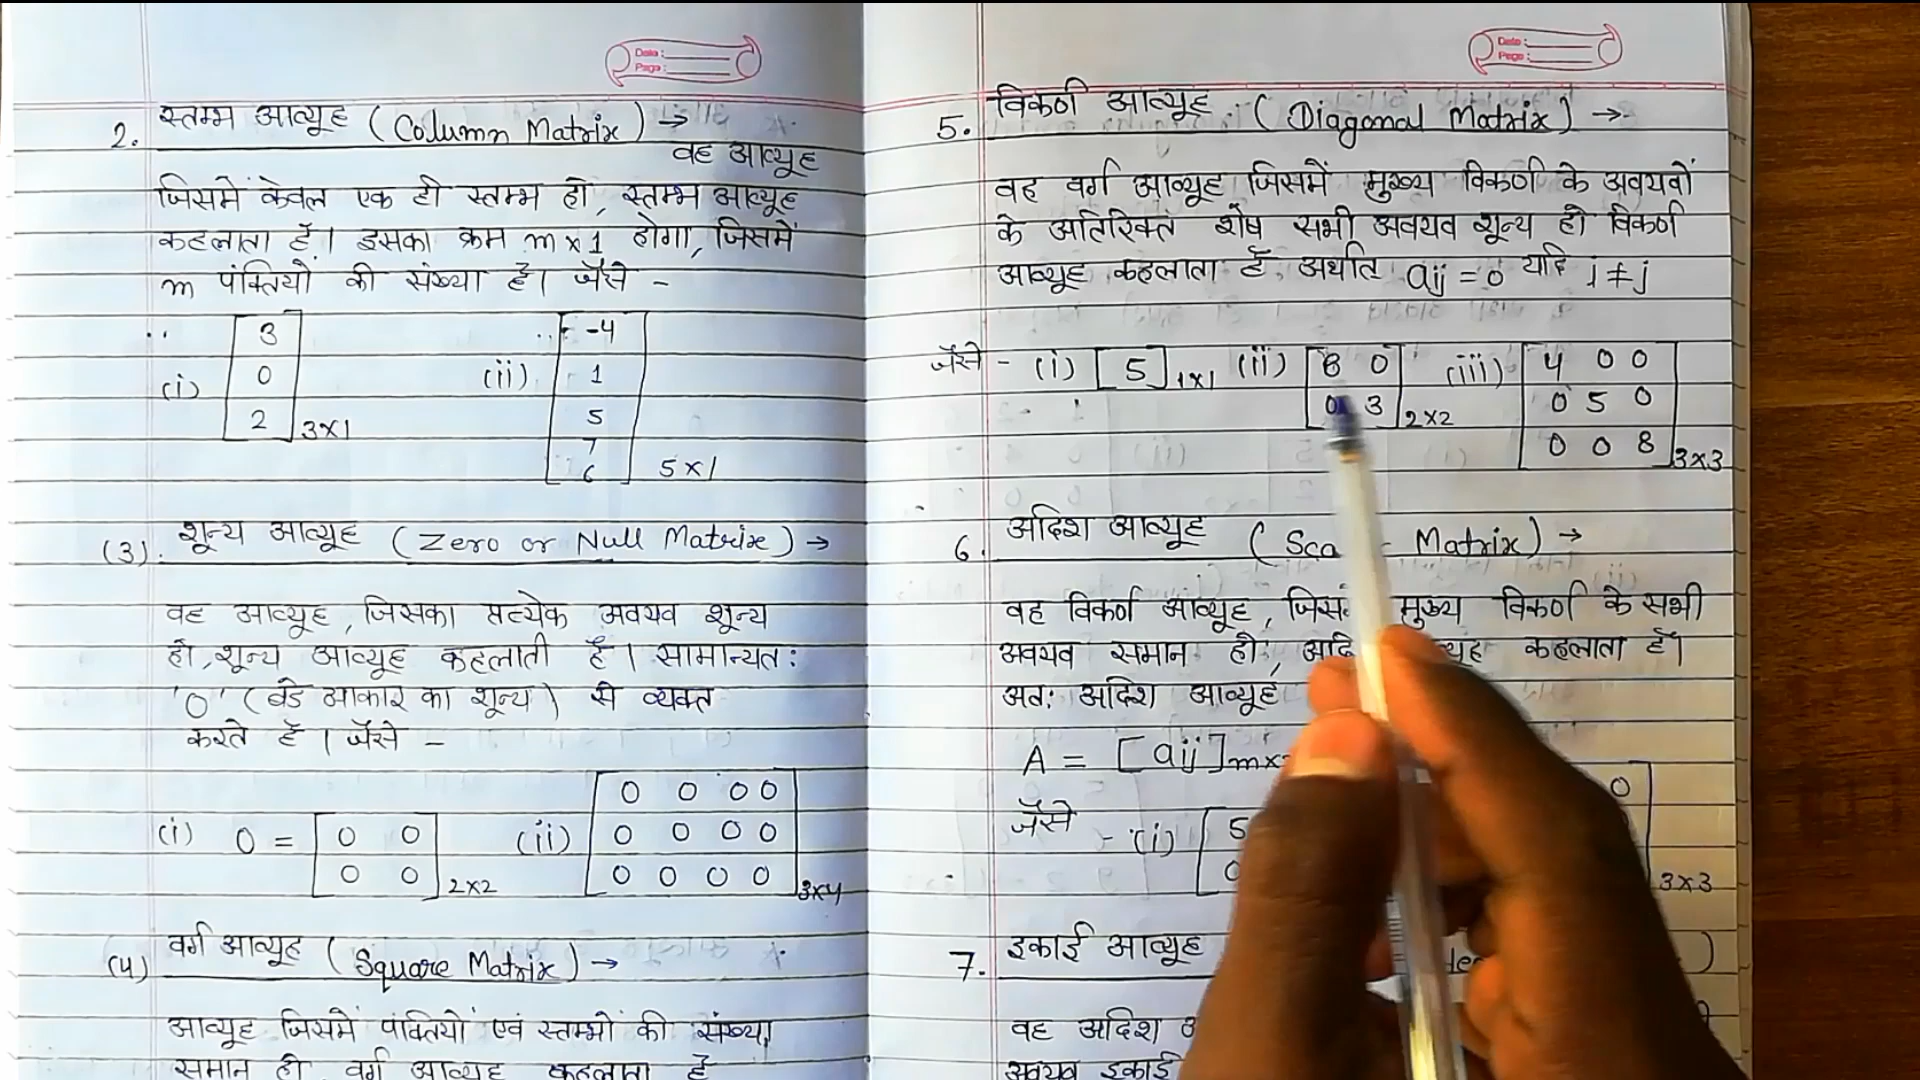 Date :
Page :
2. स्तम्भ आव्यूह (Column Matrix) →
वह आव्यूह
जिसमें केवल एक ही स्तम्भ हो, स्तम्भ आव्यूह
कहलाता है। इसका क्रम m×1 होगा, जिसमें
m पंक्तियों की संख्या है। जैसे -
(i) [3 0 2] 3×1 (ii) [-4 1 5 7 6] 5×1
(3). शून्य आव्यूह (Zero or Null Matrix) →
वह आव्यूह, जिसका प्रत्येक अवयव शून्य
हो, शून्य आव्यूह कहलाती है। सामान्यतः
'O' (बडे आकार का शून्य) से व्यक्त
करते हैं। जैसे -
(i) O = [0 0
0 0] 2×2
(ii) [0 0 0 0
0 0 0 0
0 0 0 0] 3×4
(4) वर्ग आव्यूह (Square Matrix) →
आव्यूह जिसमें पंक्तियों एवं स्तम्भों की संख्या
समान हो वर्ग आव्यूह कहलाता है
Date :
Page :
5. विकर्ण आव्यूह (Diagonal Matrix) →
वह वर्ग आव्यूह जिसमें मुख्य विकर्ण के अवयवों
के अतिरिक्त शेष सभी अवयव शून्य हो विकर्ण
आव्यूह कहलाता है अर्थात aij = 0 यदि i ≠ j
जैसे - (i) [5] 1×1 (ii) [8 0
0 3] 2×2
(iii) [4 0 0
0 5 0
0 0 8] 3×3
6. अदिश आव्यूह ( Matrix) →
वह विकर्ण आव्यूह, मुख्य विकर्ण के सभी
अवयव समान हो, कहलाता है।
अतः अदिश आव्यूह
A = [aij]
जैसे - (i) [5
0
0
3×3
7. इकाई आव्यूह
वह अदिश
अवयव इकाई